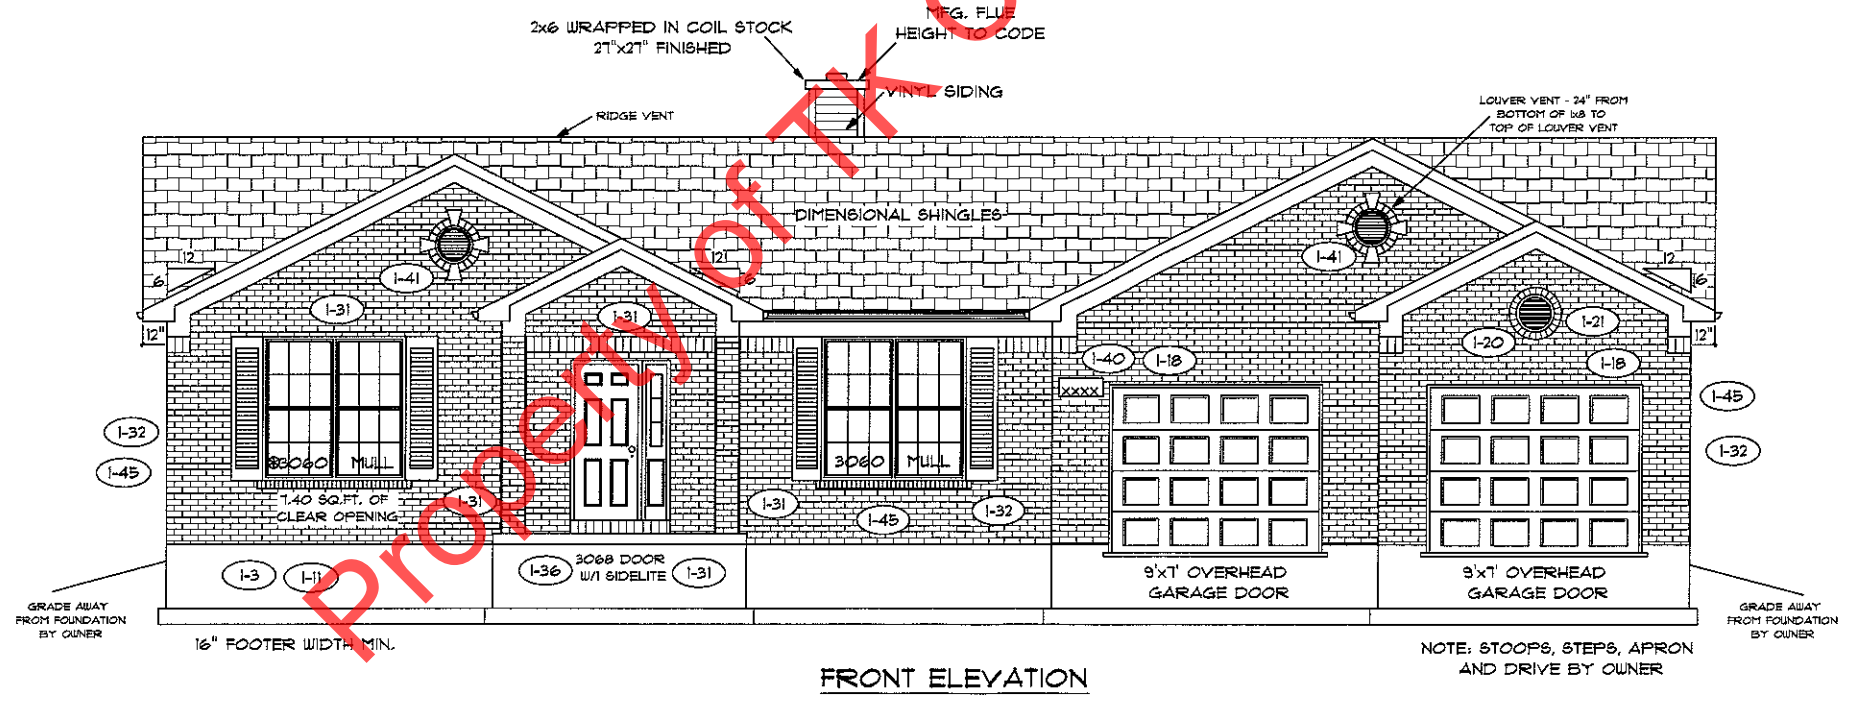 2x6 WRAPPED IN COIL STOCK
27"x27" FINISHED
MFG. FLUE
HEIGHT TO CODE
VINYL SIDING
RIDGE VENT
LOUVER VENT - 24" FROM
BOTTOM OF 1x8 TO
TOP OF LOUVER VENT
DIMENSIONAL SHINGLES
12
6
12
6
12
6
12"
12"
1-41
1-31
1-31
1-41
1-21
1-20
1-40
1-18
1-18
XXXX
1-45
1-32
1-32
1-45
3060 MULL
3060 MULL
7.40 SQ.FT. OF
CLEAR OPENING
1-31
1-31
1-45
1-32
1-3
1-11
1-36
3068 DOOR
W/1 SIDELITE
1-31
9'x7' OVERHEAD
GARAGE DOOR
9'x7' OVERHEAD
GARAGE DOOR
GRADE AWAY
FROM FOUNDATION
BY OWNER
GRADE AWAY
FROM FOUNDATION
BY OWNER
16" FOOTER WIDTH MIN.
NOTE: STOOPS, STEPS, APRON
AND DRIVE BY OWNER
FRONT ELEVATION
Property of TK